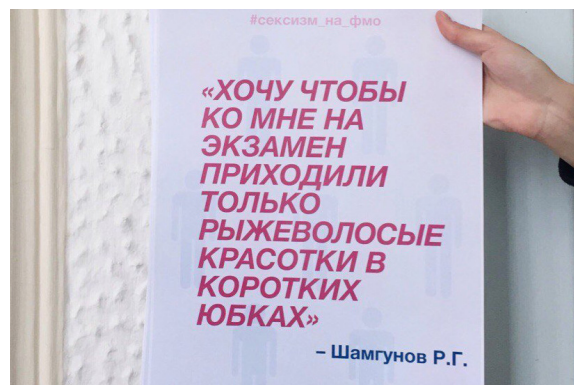 #сексизм_на_фмо
«ХОЧУ ЧТОБЫ
КО МНЕ НА
ЭКЗАМЕН
ПРИХОДИЛИ
ТОЛЬКО
РЫЖЕВОЛОСЫЕ
КРАСОТКИ В
КОРОТКИХ
ЮБКАХ»
– Шамгунов Р.Г.